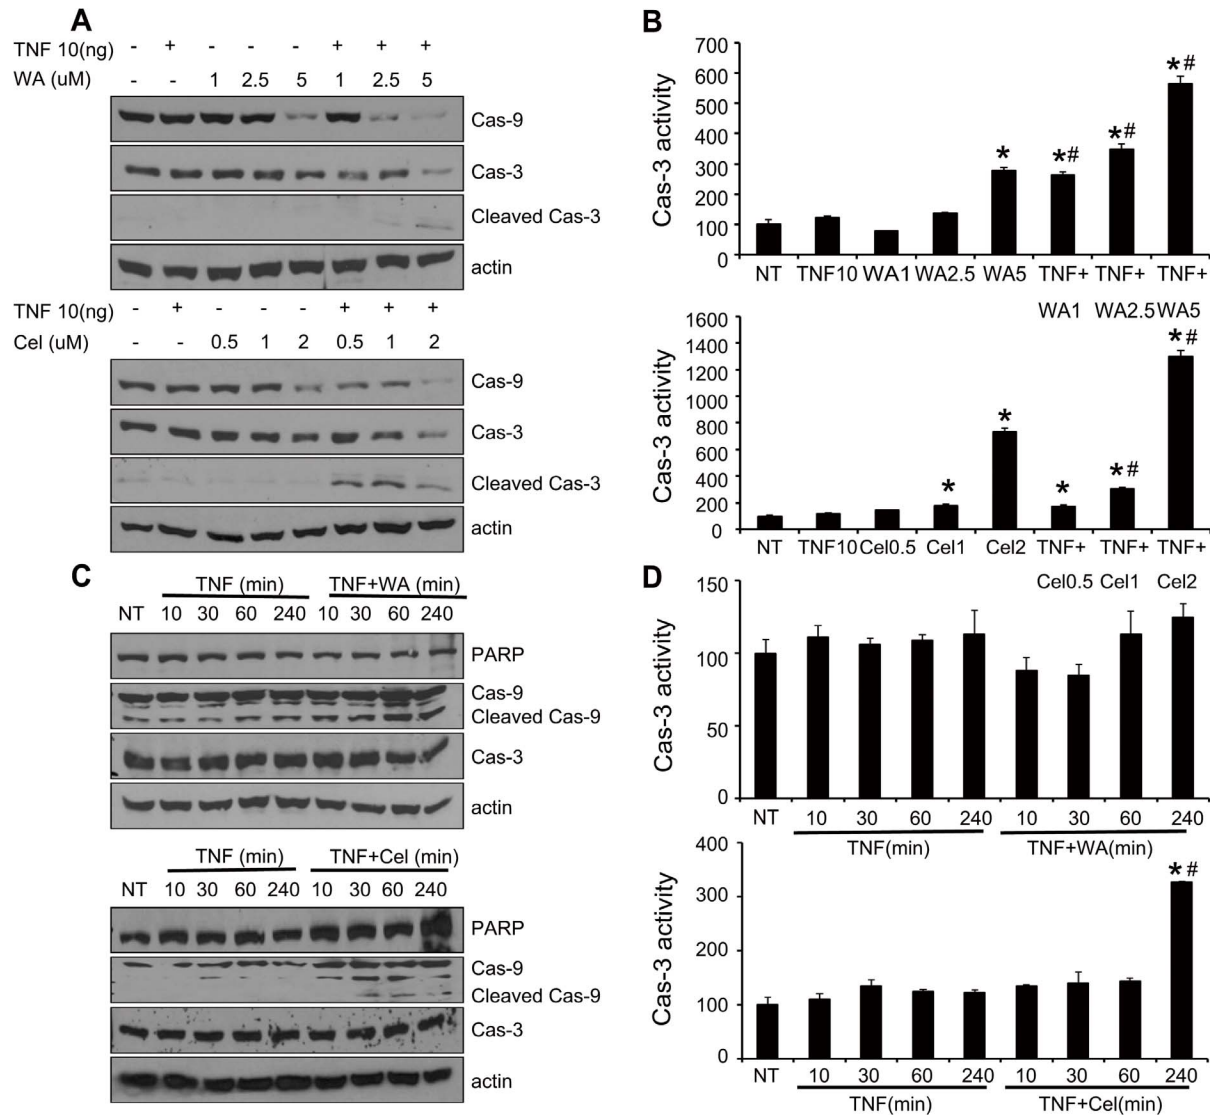 A
TNF 10(ng) - + - - - + + +
WA (uM) - - 1 2.5 5 1 2.5 5
Cas-9
Cas-3
Cleaved Cas-3
actin
TNF 10(ng) - + - - - + + +
Cel (uM) - - 0.5 1 2 0.5 1 2
Cas-9
Cas-3
Cleaved Cas-3
actin
B
Cas-3 activity
700
600
500
400
300
200
100
0
* *# *# *#
NT TNF10 WA1 WA2.5 WA5 TNF+ TNF+ TNF+
WA1 WA2.5 WA5
Cas-3 activity
1600
1400
1200
1000
800
600
400
200
0
* * * *# *#
NT TNF10 Cel0.5 Cel1 Cel2 TNF+ TNF+ TNF+
Cel0.5 Cel1 Cel2
C
TNF (min) TNF+WA (min)
NT 10 30 60 240 10 30 60 240
PARP
Cas-9
Cleaved Cas-9
Cas-3
actin
TNF (min) TNF+Cel (min)
NT 10 30 60 240 10 30 60 240
PARP
Cas-9
Cleaved Cas-9
Cas-3
actin
D
Cas-3 activity
150
100
50
0
NT 10 30 60 240 10 30 60 240
TNF(min) TNF+WA(min)
Cas-3 activity
400
300
200
100
0
*#
NT 10 30 60 240 10 30 60 240
TNF(min) TNF+Cel(min)